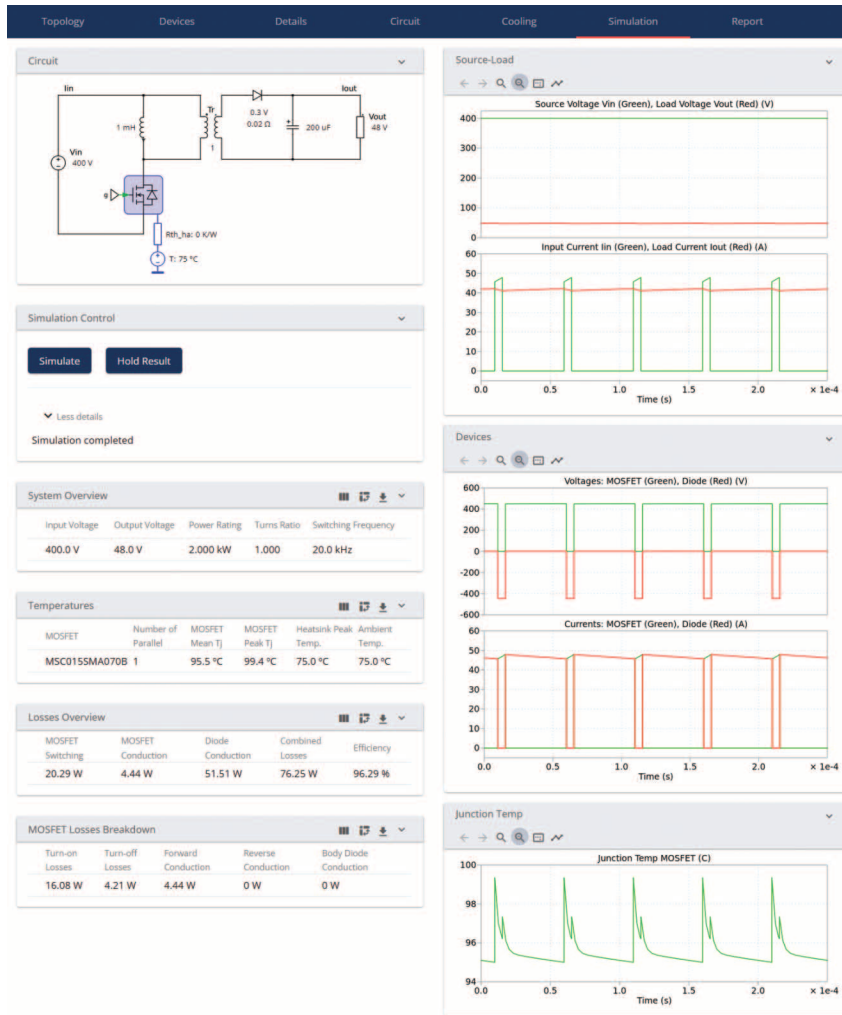 Topology Devices Details Circuit Cooling Simulation Report
Circuit
Iin
Iout
Tr
1 mH
1
0.3 V
0.02 Ω
200 uF
Vout
48 V
Vin
400 V
g
Rth_ha: 0 K/W
T: 75 ºC
Simulation Control
Simulate Hold Result
Less details
Simulation completed
System Overview
Input Voltage Output Voltage Power Rating Turns Ratio Switching Frequency
400.0 V 48.0 V 2.000 kW 1.000 20.0 kHz
Temperatures
MOSFET Number of Parallel MOSFET Mean Tj MOSFET Peak Tj Heatsink Peak Temp. Ambient Temp.
MSC015SMA070B 1 95.5 ºC 99.4 ºC 75.0 ºC 75.0 ºC
Losses Overview
MOSFET Switching MOSFET Conduction Diode Conduction Combined Losses Efficiency
20.29 W 4.44 W 51.51 W 76.25 W 96.29 %
MOSFET Losses Breakdown
Turn-on Losses Turn-off Losses Forward Conduction Reverse Conduction Body Diode Conduction
16.08 W 4.21 W 4.44 W 0 W 0 W
Source-Load
Source Voltage Vin (Green), Load Voltage Vout (Red) (V)
400
300
200
100
0
Input Current Iin (Green), Load Current Iout (Red) (A)
60
50
40
30
20
10
0
0.0 0.5 1.0 1.5 2.0 × 1e-4
Time (s)
Devices
Voltages: MOSFET (Green), Diode (Red) (V)
600
400
200
0
-200
-400
-600
Currents: MOSFET (Green), Diode (Red) (A)
60
50
40
30
20
10
0
0.0 0.5 1.0 1.5 2.0 × 1e-4
Time (s)
Junction Temp
Junction Temp MOSFET (C)
100
98
96
94
0.0 0.5 1.0 1.5 2.0 × 1e-4
Time (s)